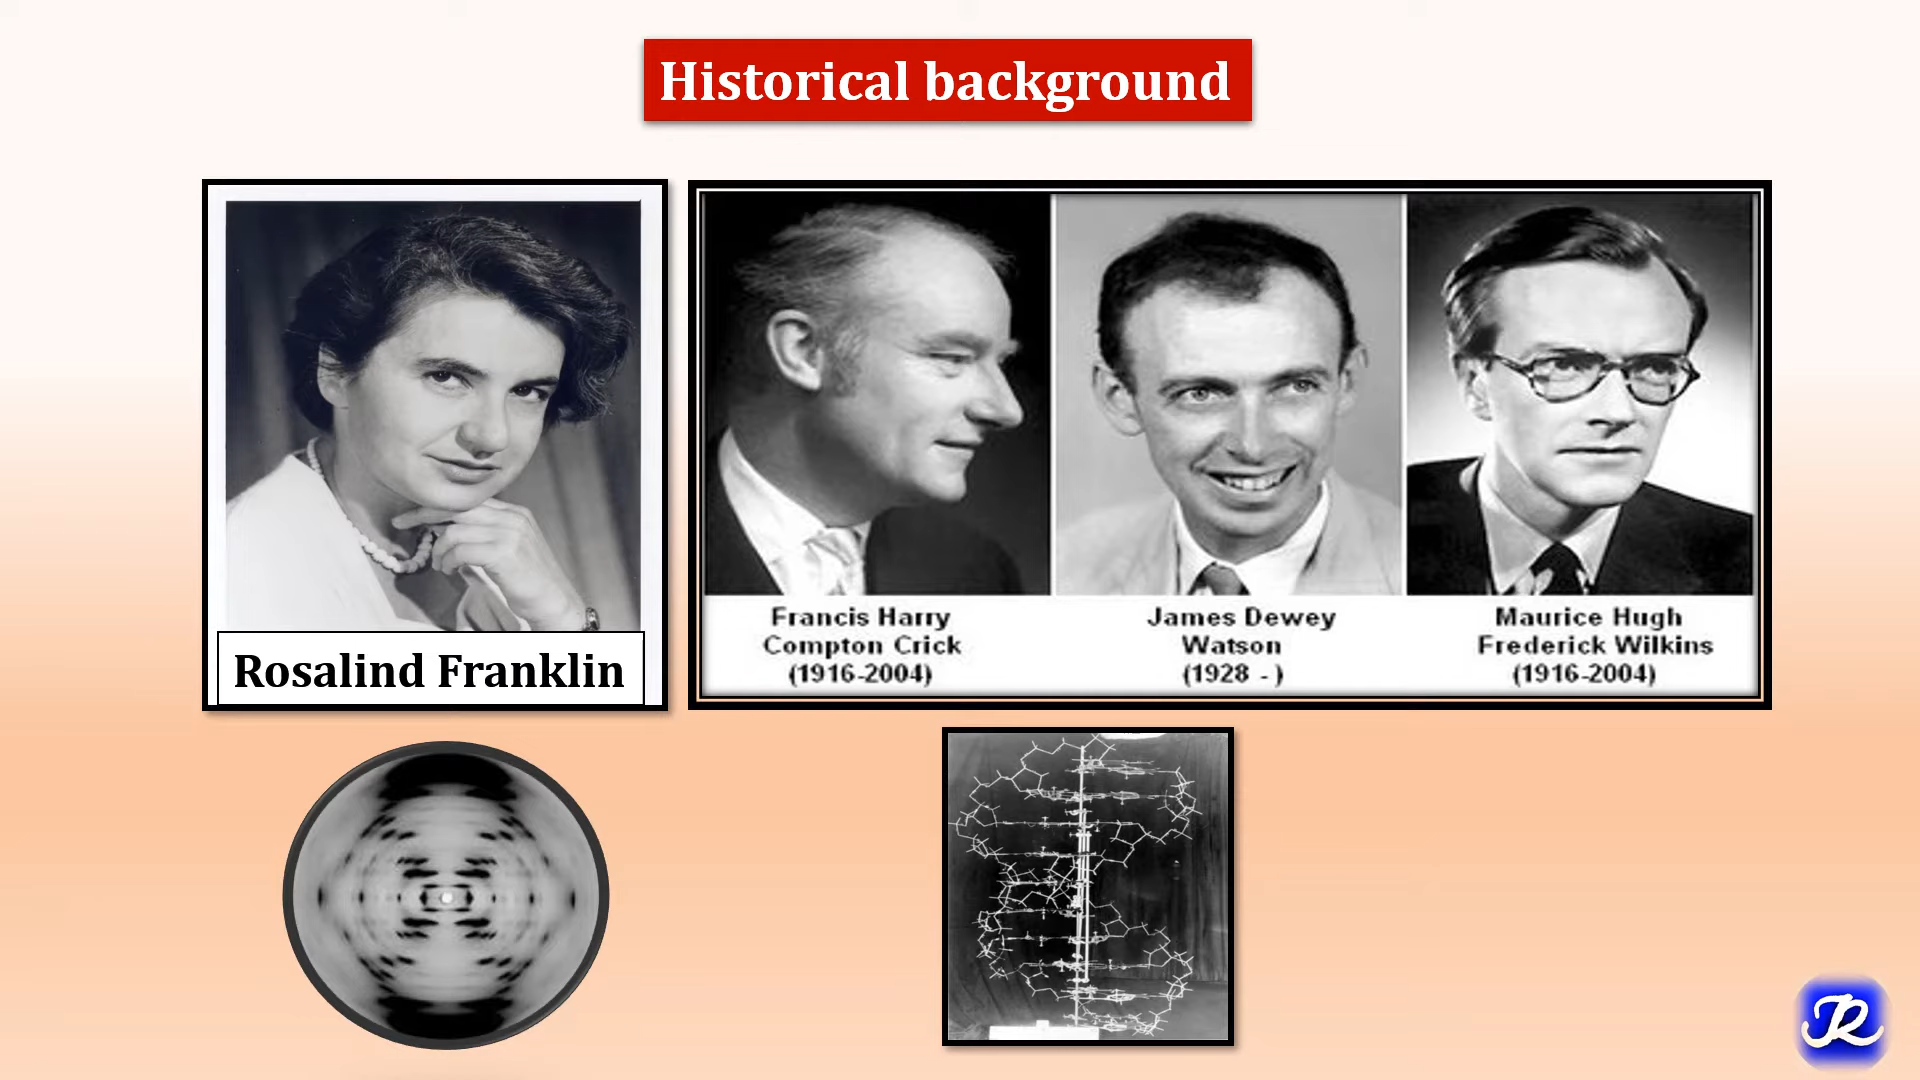 Historical background
Rosalind Franklin
Francis Harry
Compton Crick
(1916-2004)
James Dewey
Watson
(1928 - )
Maurice Hugh
Frederick Wilkins
(1916-2004)
JR